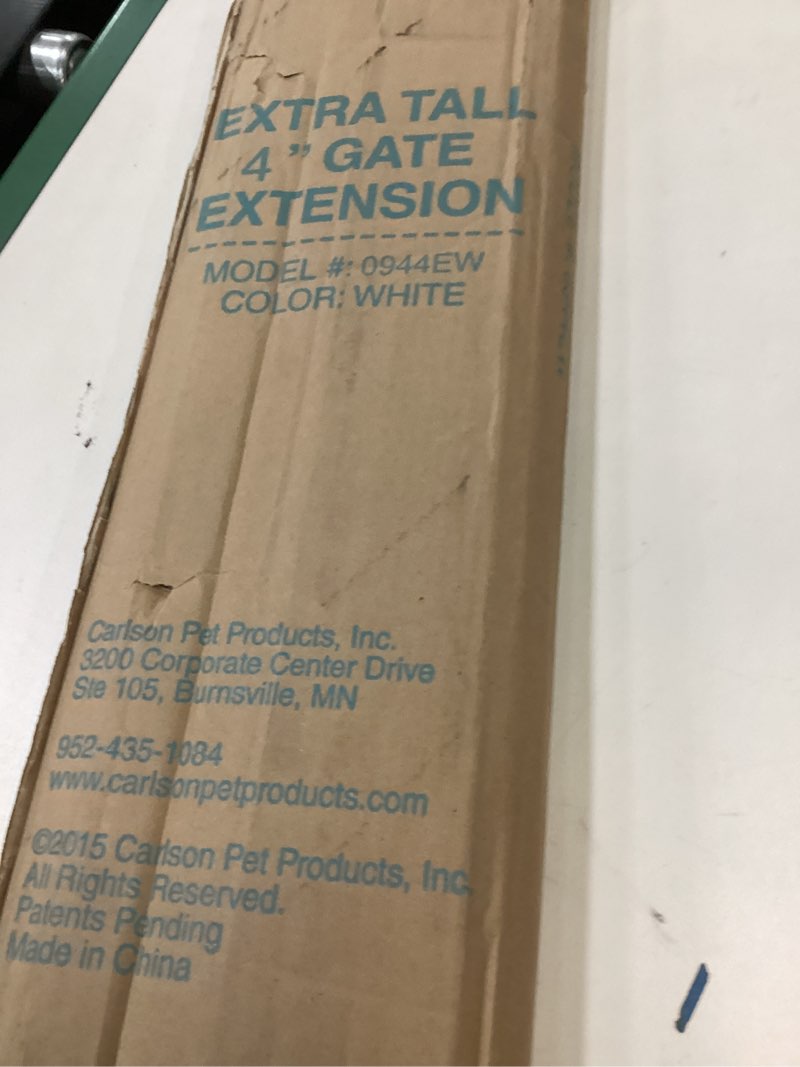 EXTRA TALL
4" GATE
EXTENSION
MODEL #: 0944EW
COLOR: WHITE
Carlson Pet Products, Inc.
3200 Corporate Center Drive
Ste 105, Burnsville, MN
952-435-1084
www.carlsonpetproducts.com
©2015 Carlson Pet Products, Inc.
All Rights Reserved.
Patents Pending
Made in China